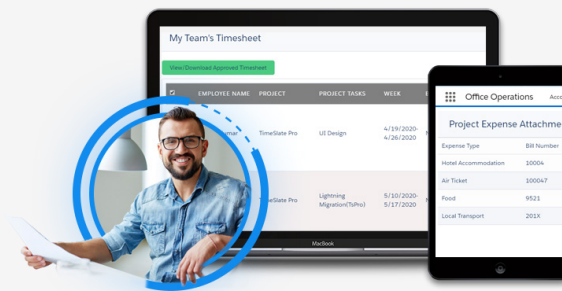 My Team's Timesheet
View/Download Approved Timesheet
EMPLOYEE NAME PROJECT PROJECT TASKS WEEK
TimeSlate Pro UI Design 4/19/2020-
4/26/2020
TimeSlate Pro Lightning
Migration(TsPro) 5/10/2020-
5/17/2020
MacBook
Office Operations
Project Expense
Expense Type Bill Number
Hotel Accommodation 10004
Air Ticket 100047
Food 9521
Local Transport 201X